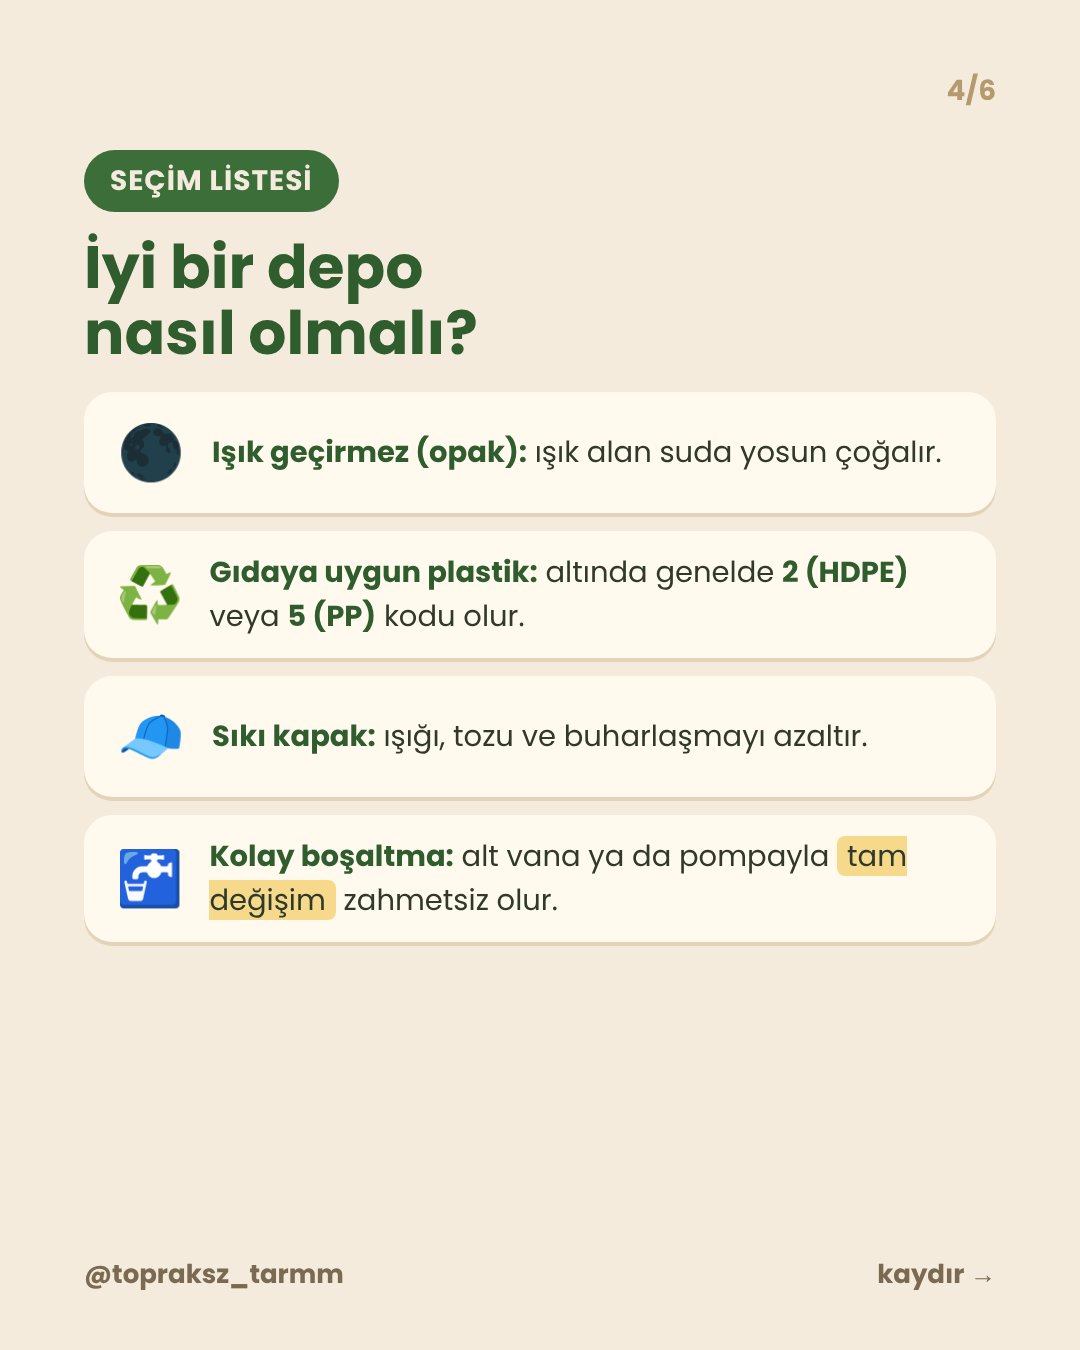 4/6
SEÇİM LİSTESİ
İyi bir depo
nasıl olmalı?
Işık geçirmez (opak): ışık alan suda yosun çoğalır.
Gıdaya uygun plastik: altında genelde 2 (HDPE)
veya 5 (PP) kodu olur.
Sıkı kapak: ışığı, tozu ve buharlaşmayı azaltır.
Kolay boşaltma: alt vana ya da pompayla tam
değişim zahmetsiz olur.
@topraksz_tarmm
kaydır →